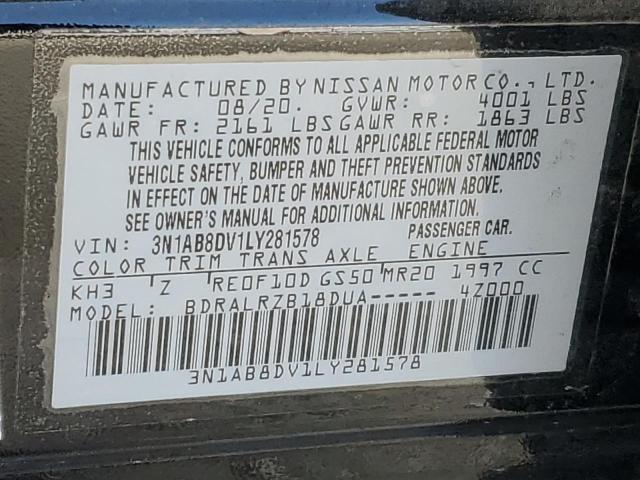 MANUFACTURED BY NISSAN MOTOR CO., LTD.
DATE: 08/20. GVWR: 4001 LBS
GAWR FR: 2161 LBS GAWR RR: 1863 LBS
THIS VEHICLE CONFORMS TO ALL APPLICABLE FEDERAL MOTOR
VEHICLE SAFETY, BUMPER AND THEFT PREVENTION STANDARDS
IN EFFECT ON THE DATE OF MANUFACTURE SHOWN ABOVE.
SEE OWNER'S MANUAL FOR ADDITIONAL INFORMATION.
VIN: 3N1AB8DV1LY281578 PASSENGER CAR.
COLOR TRIM TRANS AXLE ENGINE
KH3 Z RE0F10D GS50 MR20 1997 CC
MODEL: BDRALRZB18DUA----- 4Z000
3N1AB8DV1LY281578